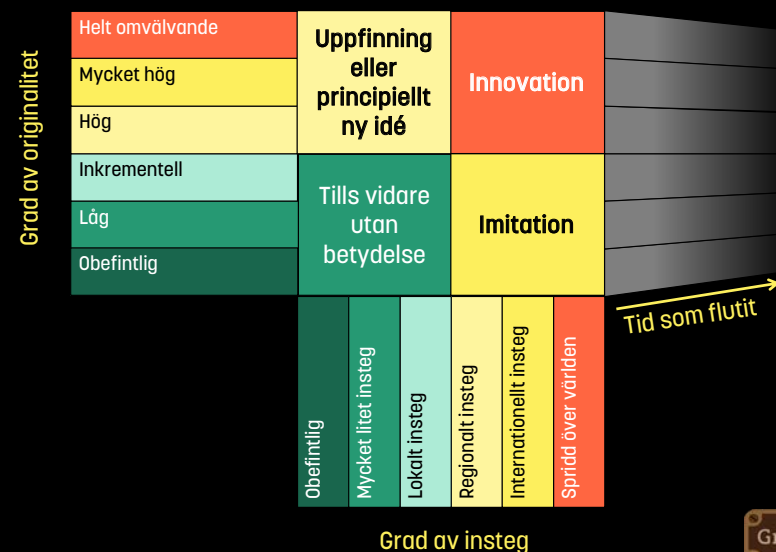 Grad av originalitet
Helt omvälvande
Mycket hög
Hög
Inkrementell
Låg
Obefintlig
Uppfinning
eller
principiellt
ny idé
Innovation
Tills vidare
utan
betydelse
Imitation
Tid som flutit
Obefintlig
Mycket litet insteg
Lokalt insteg
Regionalt insteg
Internationellt insteg
Spridd över världen
Grad av insteg